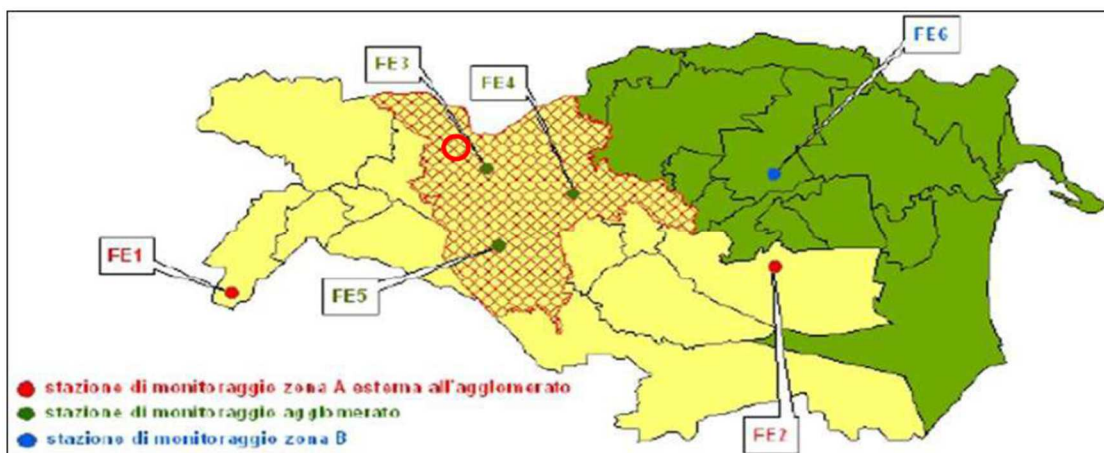 FE6
FE3
FE4
FE1
FE5
stazione di monitoraggio zona A esterna all'agglomerato
stazione di monitoraggio agglomerato
stazione di monitoraggio zona B
FE2